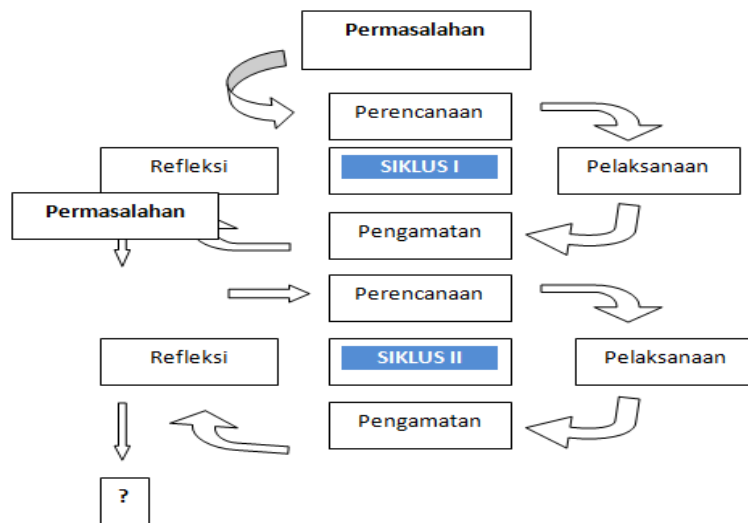 Permasalahan
Perencanaan
Refleksi
SIKLUS I
Pelaksanaan
Permasalahan
Pengamatan
Perencanaan
Refleksi
SIKLUS II
Pelaksanaan
Pengamatan
?